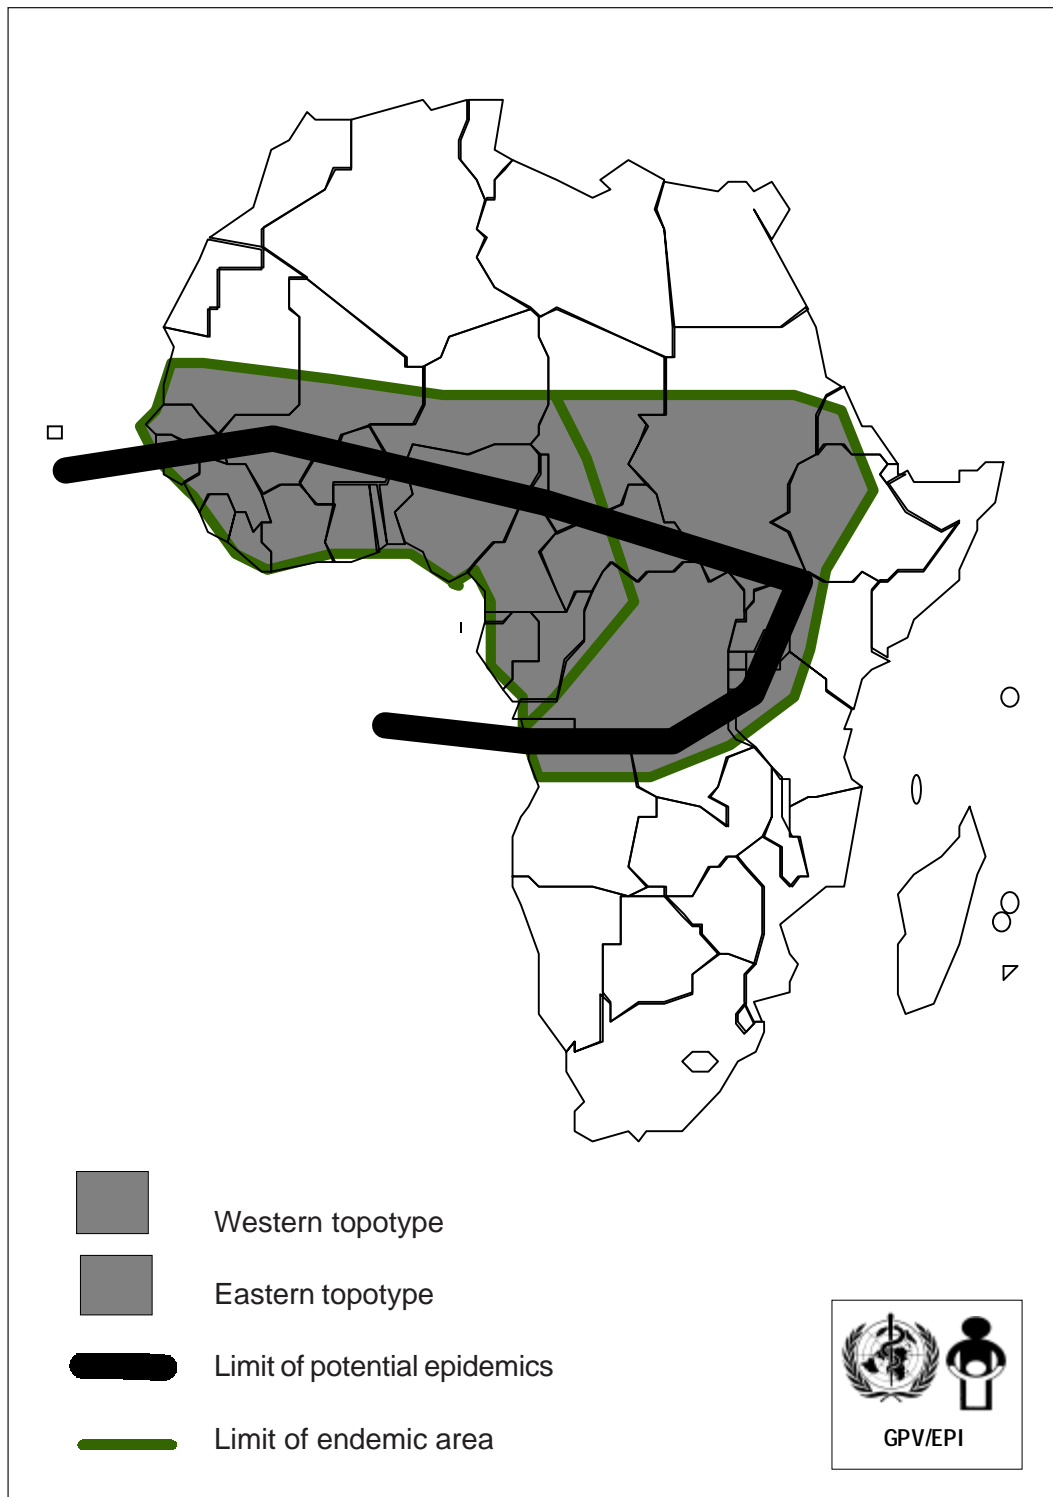 Western topotype
Eastern topotype
Limit of potential epidemics
Limit of endemic area
GPV/EPI